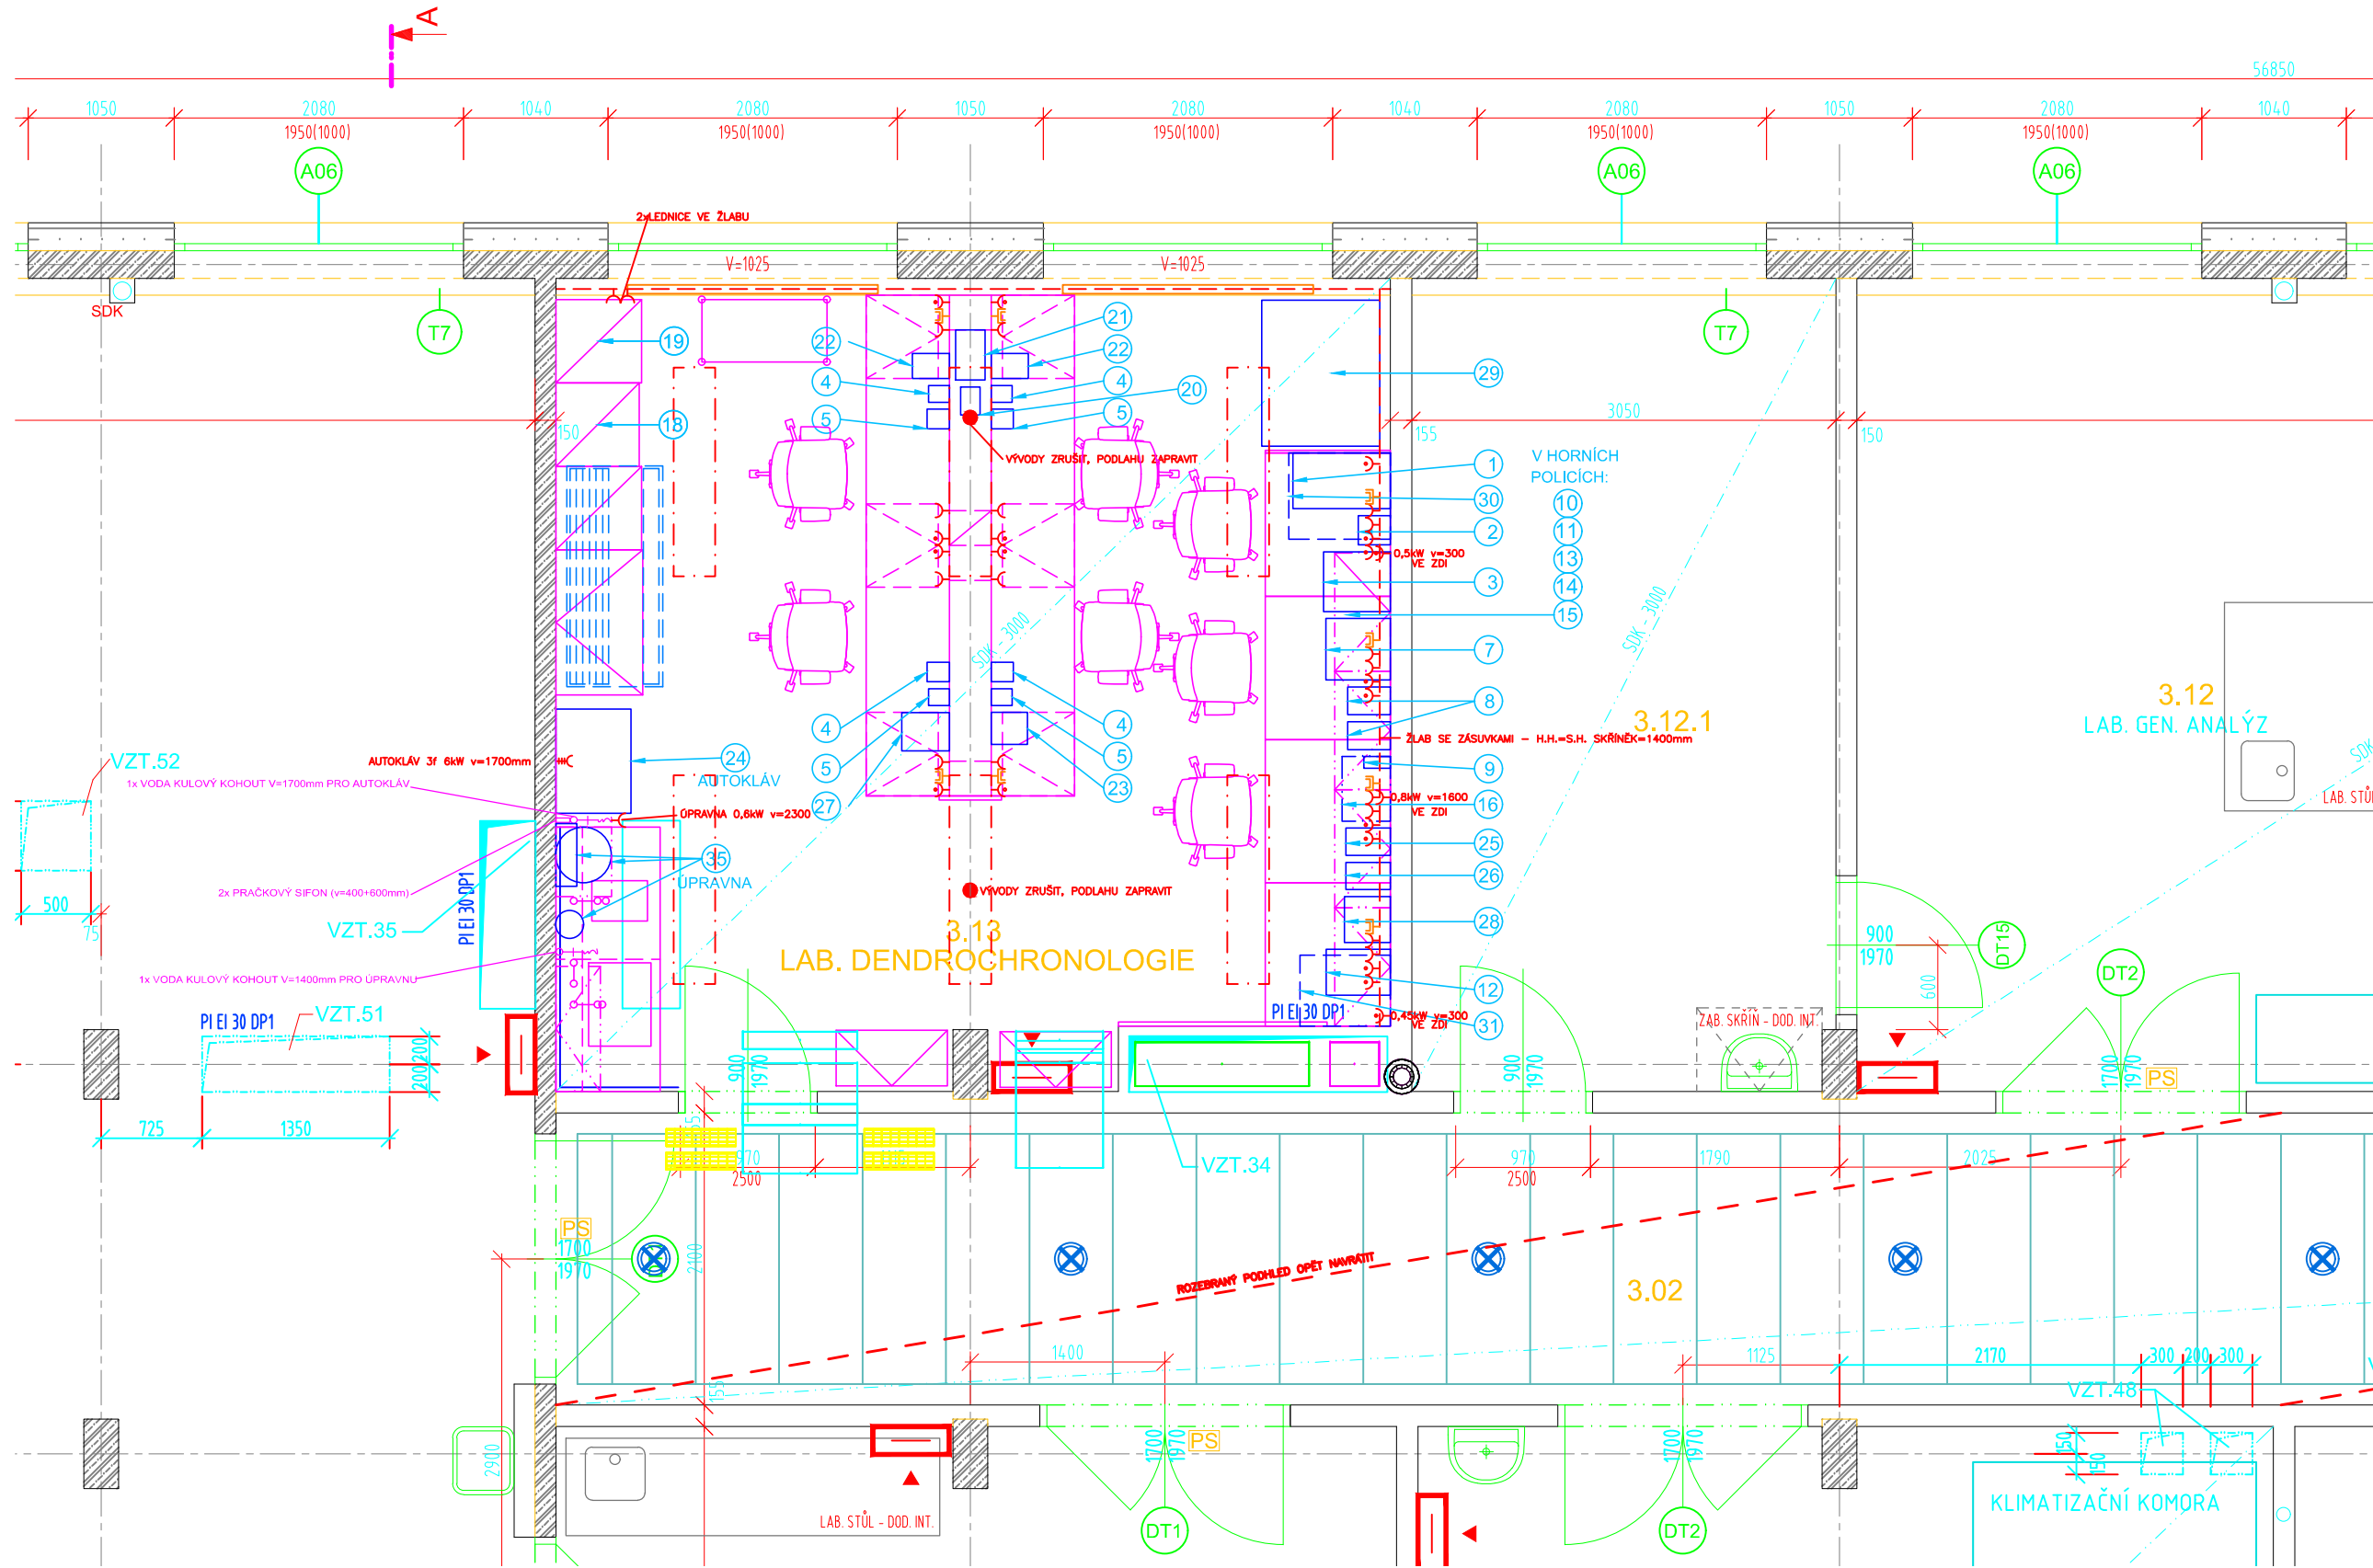 A
56850
1050
2080
1040
2080
1050
2080
1040
2080
1050
2080
1040
1950(1000)
1950(1000)
1950(1000)
1950(1000)
1950(1000)
A06
A06
A06
2xLEDNICE VE ŽLABU
V=1025
V=1025
SDK
T7
T7
19
22
21
22
18
4
4
20
5
5
29
150
155
3050
150
VÝVODY ZRUŠIT, PODLAHU ZAPRAVIT
1
V HORNÍCH
POLICÍCH:
30
10
2
11
0,5kW v=300
VE ZDI
13
3
14
15
SDK - 3000
SDK - 3000
7
8
3.12
LAB. GEN. ANALÝZ
3.12.1
4
4
ŽLAB SE ZÁSUVKAMI – H.H.=S.H. SKŘÍNĚK=1400mm
SDK
VZT.52
AUTOKLÁV 3f 6kW v=1700mm
24
AUTOKLÁV
5
5
9
1x VODA KULOVÝ KOHOUT V=1700mm PRO AUTOKLÁV
27
23
0,8kW v=1600
VE ZDI
16
LAB. STŮL
ÚPRAVNA 0,6kW v=2300
25
35
ÚPRAVNA
26
2x PRAČKOVÝ SIFON (v=400+600mm)
VÝVODY ZRUŠIT, PODLAHU ZAPRAVIT
500
75
VZT.35
PI EI 30 DP1
3.13
LAB. DENDROCHRONOLOGIE
28
900
1970
DT15
1x VODA KULOVÝ KOHOUT V=1400mm PRO ÚPRAVNU
12
600
DT2
PI EI 30 DP1
VZT.51
PI EI 30 DP1
0,45kW v=300
VE ZDI
31
ZAB. SKŘÍŇ - DOD. INT.
200
200
900
1970
900
1970
1700
1970
PS
725
1350
970
2500
VZT.34
970
2500
1790
2025
PS
1700
1970
2100
ROZEBRANÝ PODHLED OPĚT NAVRÁTIT
3.02
1400
1125
2170
300
200
300
155
VZT.48
2900
1700
1970
PS
1700
1970
150
150
LAB. STŮL - DOD. INT.
DT1
DT2
KLIMATIZAČNÍ KOMORA